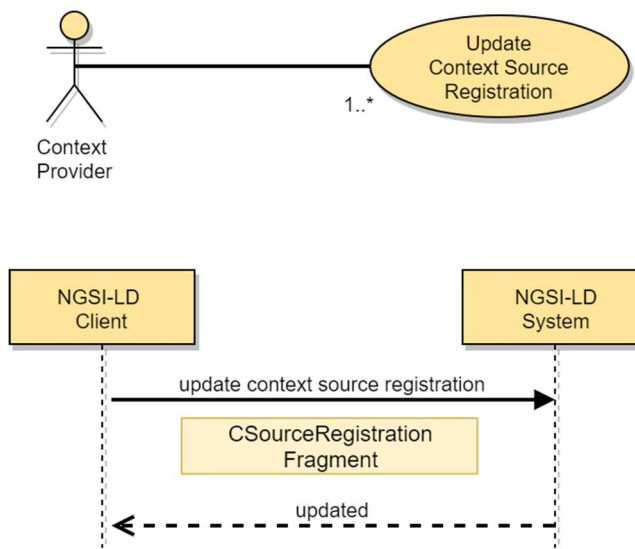 Update
Context Source
Registration
1..*
Context
Provider
NGSI-LD
Client
NGSI-LD
System
update context source registration
CSourceRegistration
Fragment
updated